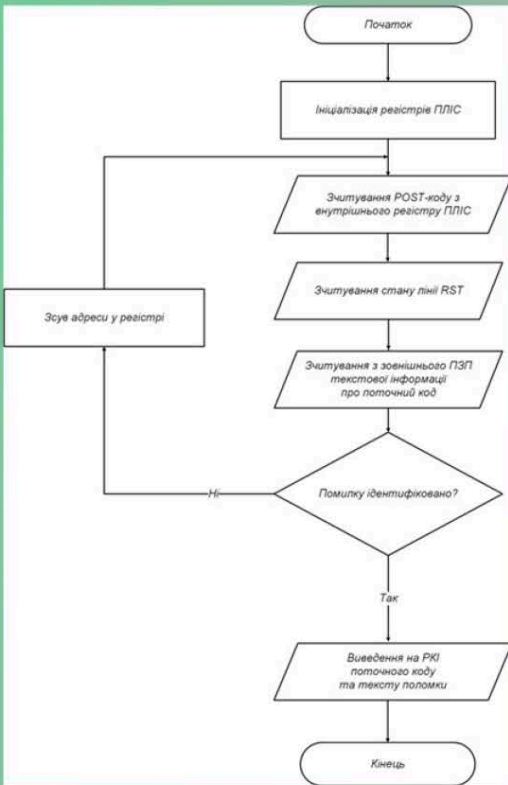 Початок
Ініціалізація регістрів ПЛІС
Зчитування POST-коду з
внутрішнього регістру ПЛІС
Зчитування стану лінії RST
Зсув адреси у регістрі
Зчитування з зовнішнього ПЗП
текстової інформації
про поточний код
Помилку ідентифіковано?
Ні
Так
Виведення на РКІ
поточного коду
та тексту поломки
Кінець